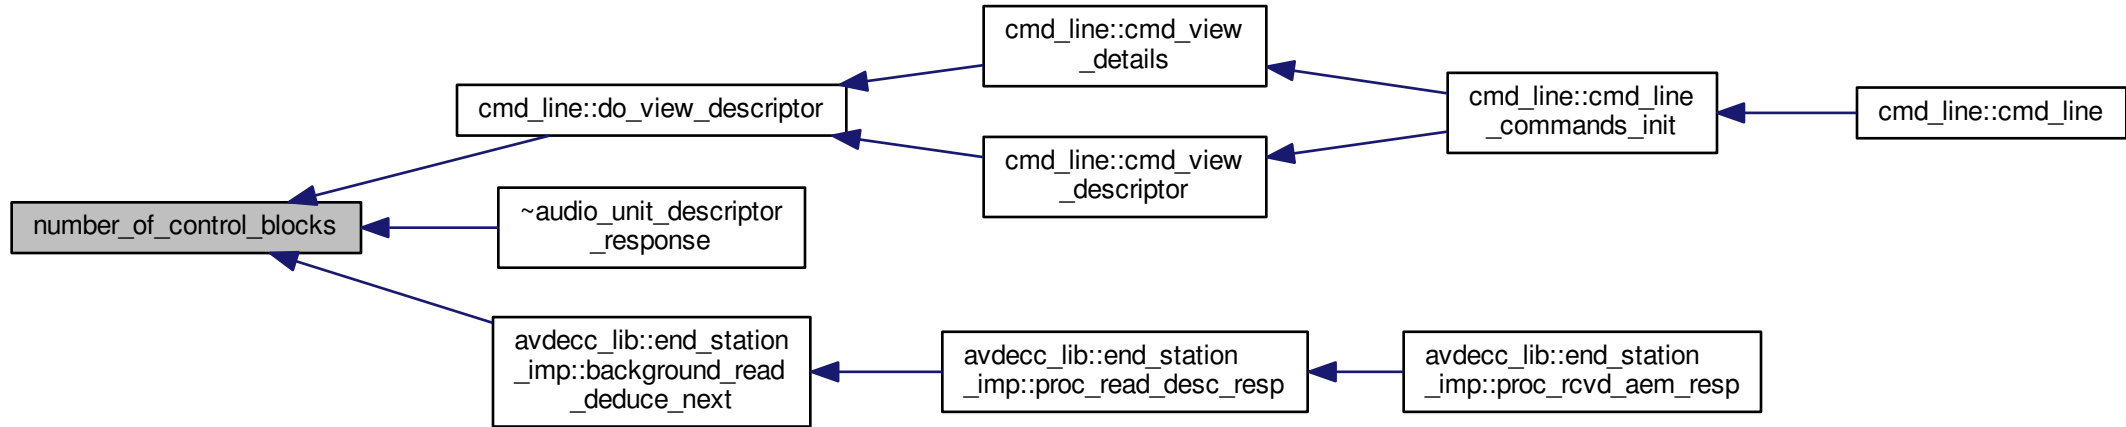 number_of_control_blocks
cmd_line::do_view_descriptor
cmd_line::cmd_view
_details
cmd_line::cmd_view
_descriptor
cmd_line::cmd_line
_commands_init
cmd_line::cmd_line
~audio_unit_descriptor
_response
avdecc_lib::end_station
_imp::background_read
_deduce_next
avdecc_lib::end_station
_imp::proc_read_desc_resp
avdecc_lib::end_station
_imp::proc_rcvd_aem_resp